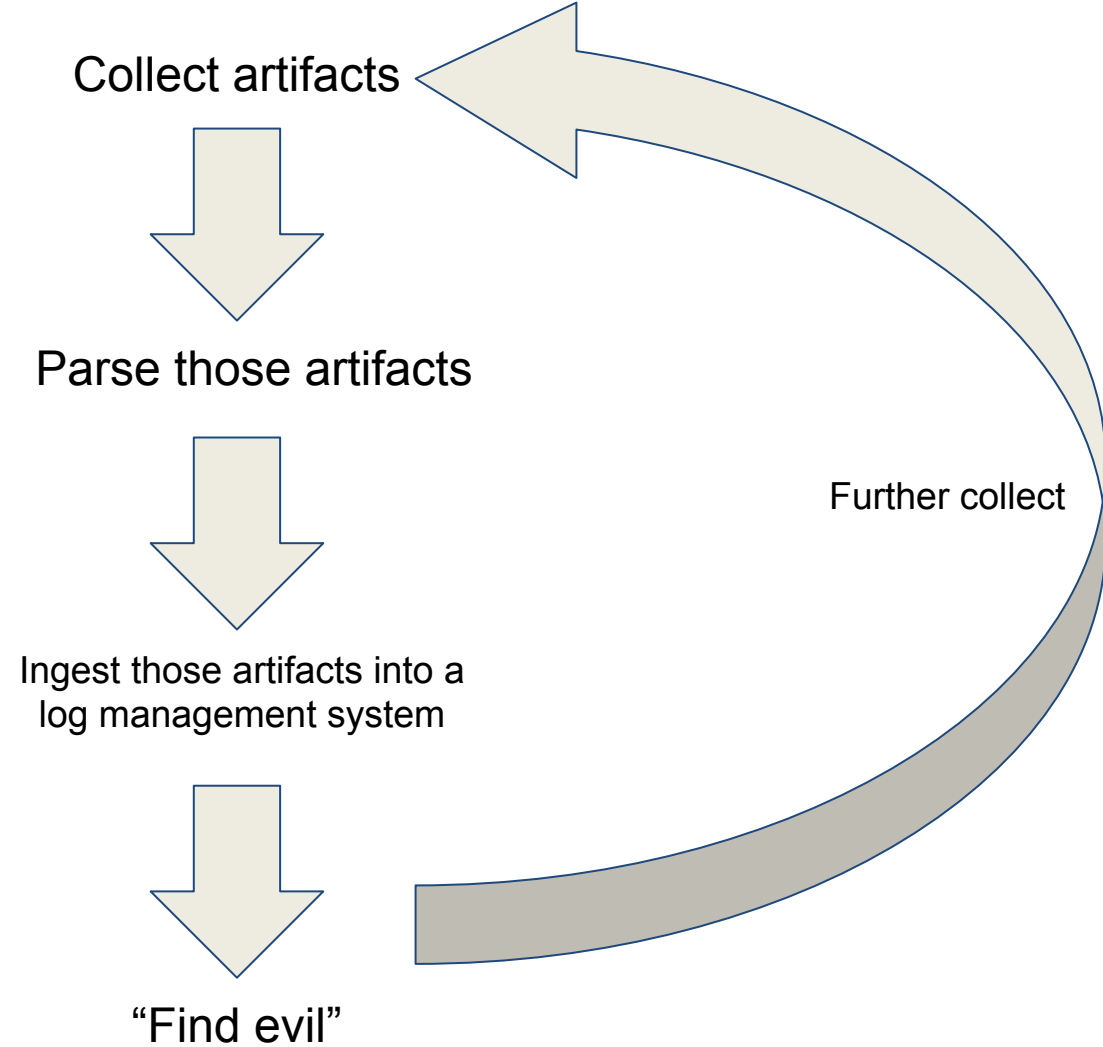 Collect artifacts
Parse those artifacts
Further collect
Ingest those artifacts into a
log management system
“Find evil”